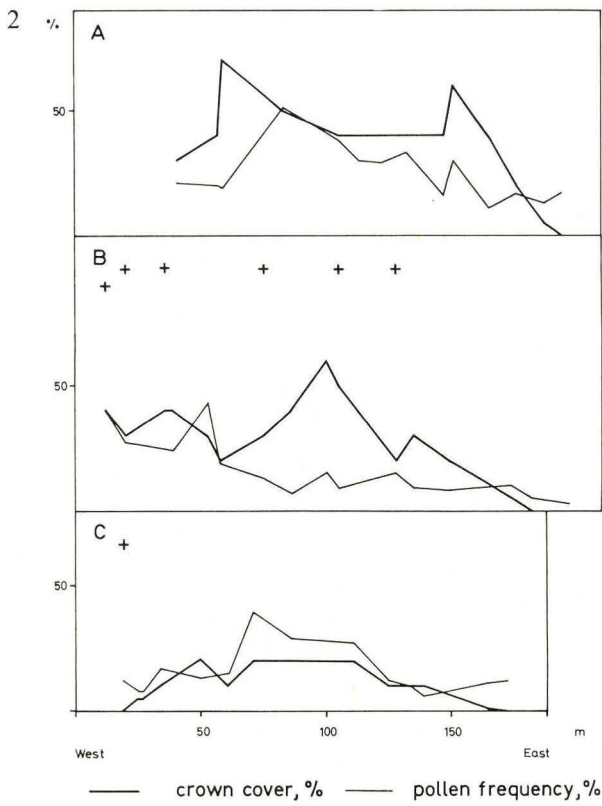 2 %
A
50
B
+ + + + + +
50
C
+
50
50 100 150 m
West East
crown cover, % pollen frequency, %